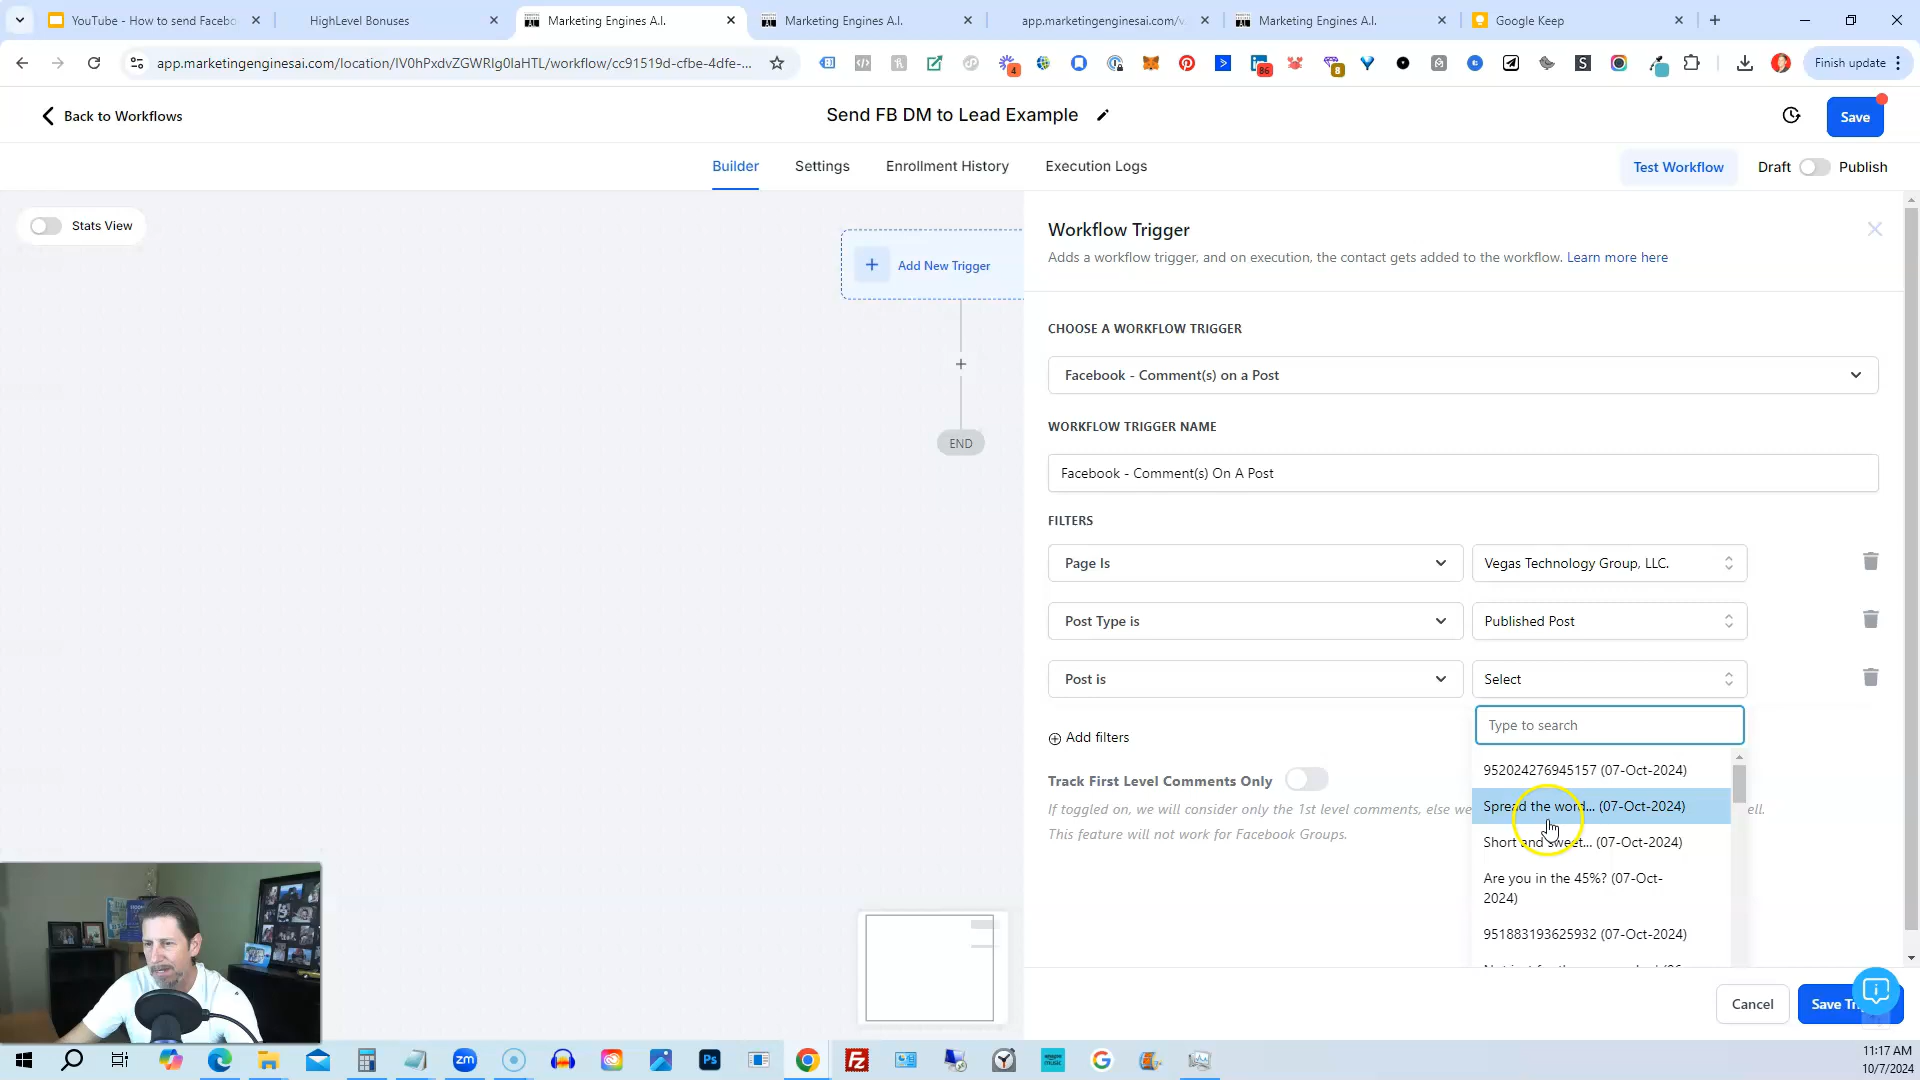 YouTube - How to send Facebo
HighLevel Bonuses
Marketing Engines A.I.
Marketing Engines A.I.
app.marketingenginesai.com/v
Marketing Engines A.I.
Google Keep
app.marketingenginesai.com/location/IV0hPxdvZGWRlg0laHTL/workflow/cc91519d-cfbe-4dfe-...
4
86
8
Finish update
Back to Workflows
Send FB DM to Lead Example
Save
Builder
Settings
Enrollment History
Execution Logs
Test Workflow
Draft
Publish
Stats View
Add New Trigger
END
Workflow Trigger
Adds a workflow trigger, and on execution, the contact gets added to the workflow. Learn more here
CHOOSE A WORKFLOW TRIGGER
Facebook - Comment(s) on a Post
WORKFLOW TRIGGER NAME
Facebook - Comment(s) On A Post
FILTERS
Page Is
Vegas Technology Group, LLC.
Post Type is
Published Post
Post is
Select
Type to search
Add filters
952024276945157 (07-Oct-2024)
Spread the word... (07-Oct-2024)
Short and sweet... (07-Oct-2024)
Are you in the 45%? (07-Oct-
2024)
951883193625932 (07-Oct-2024)
Track First Level Comments Only
If toggled on, we will consider only the 1st level comments, else we
ell.
This feature will not work for Facebook Groups.
Cancel
Save Tri
zm
Ps
11:17 AM
10/7/2024